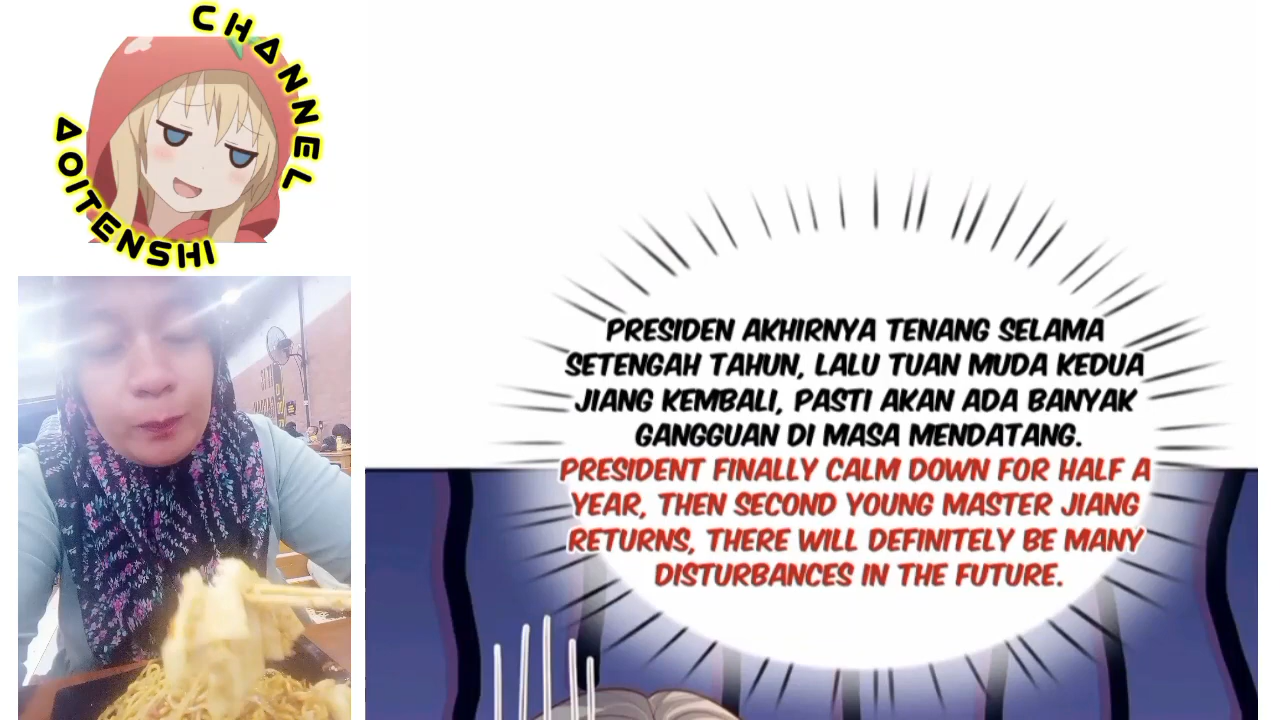 CHANNEL
AOITENSHI
PRESIDEN AKHIRNYA TENANG SELAMA
SETENGAH TAHUN, LALU TUAN MUDA KEDUA
JIANG KEMBALI, PASTI AKAN ADA BANYAK
GANGGUAN DI MASA MENDATANG.
PRESIDENT FINALLY CALM DOWN FOR HALF A
YEAR, THEN SECOND YOUNG MASTER JIANG
RETURNS, THERE WILL DEFINITELY BE MANY
DISTURBANCES IN THE FUTURE.